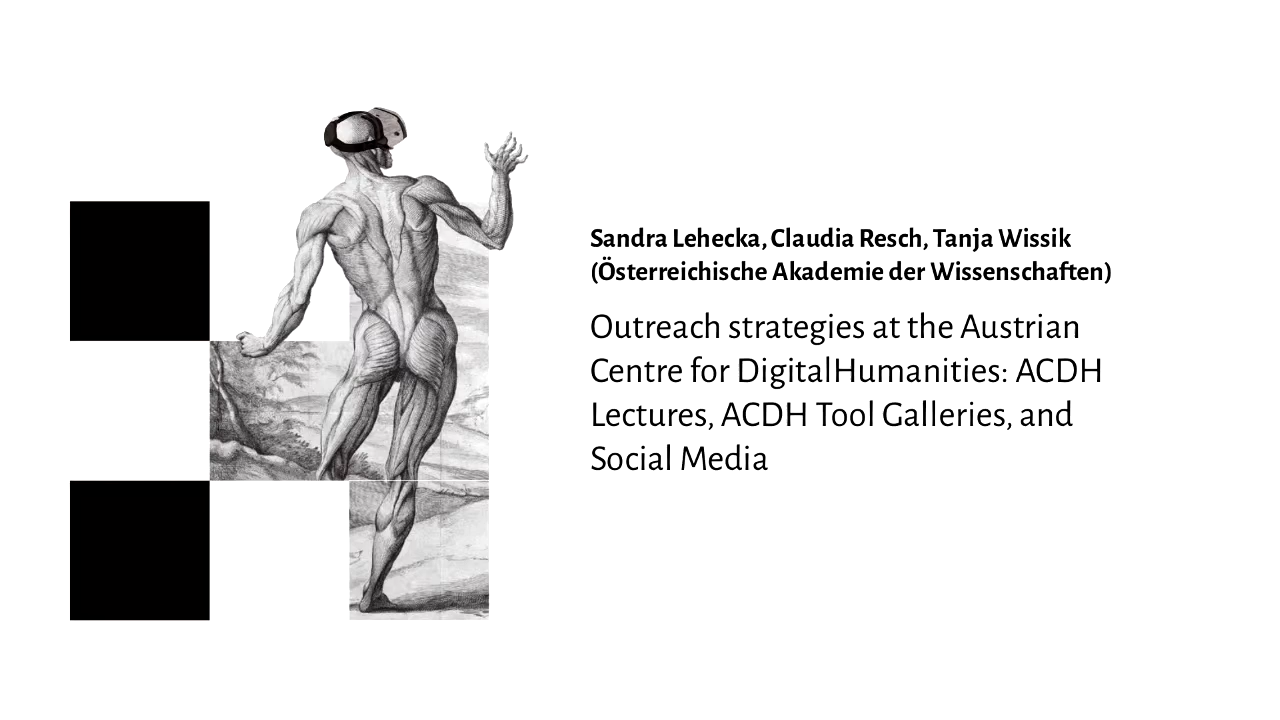 Sandra Lehecka, Claudia Resch, Tanja Wissik
(Österreichische Akademie der Wissenschaften)
Outreach strategies at the Austrian
Centre for DigitalHumanities: ACDH
Lectures, ACDH Tool Galleries, and
Social Media